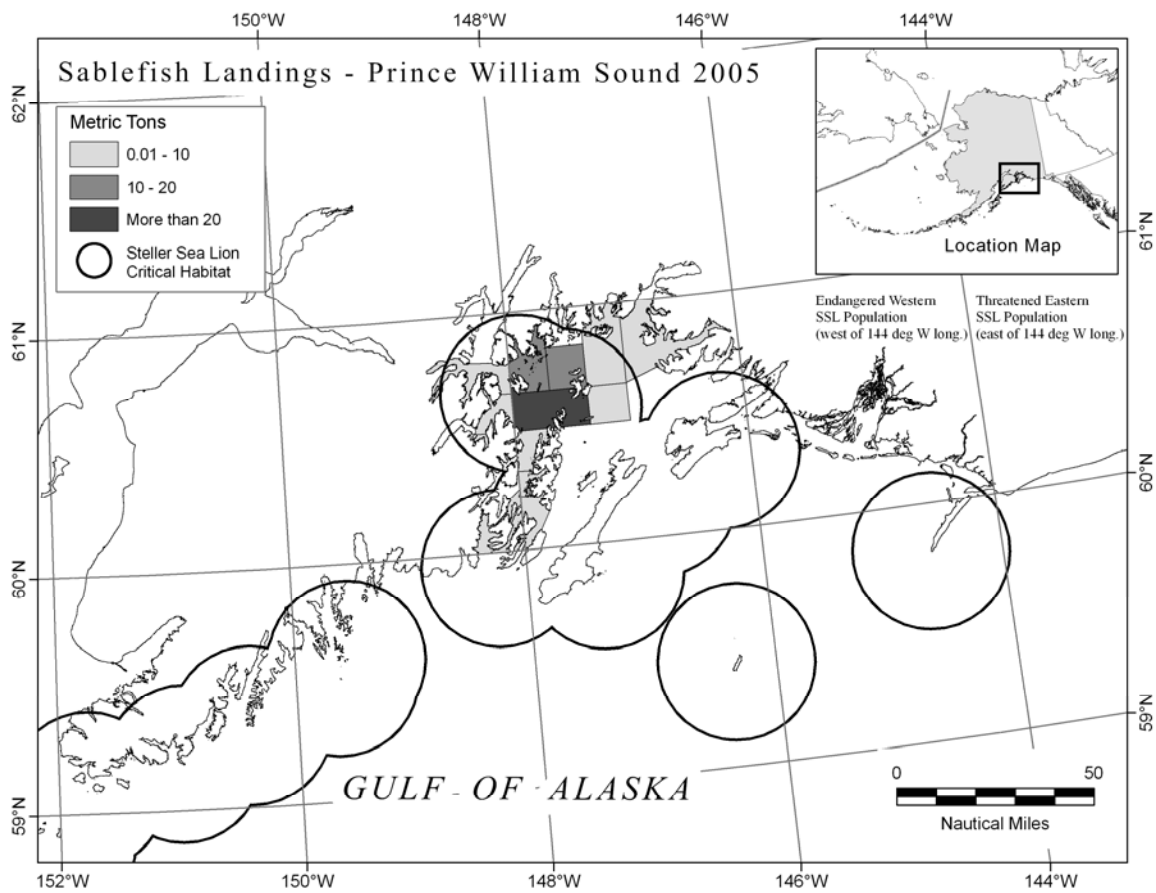 150°W
148°W
146°W
144°W
Sablefish Landings - Prince William Sound 2005
62°N
Metric Tons
0.01 - 10
10 - 20
More than 20
Steller Sea Lion
Critical Habitat
Location Map
61°N
Endangered Western
SSL Population
(west of 144 deg W long.)
Threatened Eastern
SSL Population
(east of 144 deg W long.)
61°N
60°N
60°N
59°N
GULF - OF - ALASKA
0
50
Nautical Miles
59°N
152°W
150°W
148°W
146°W
144°W